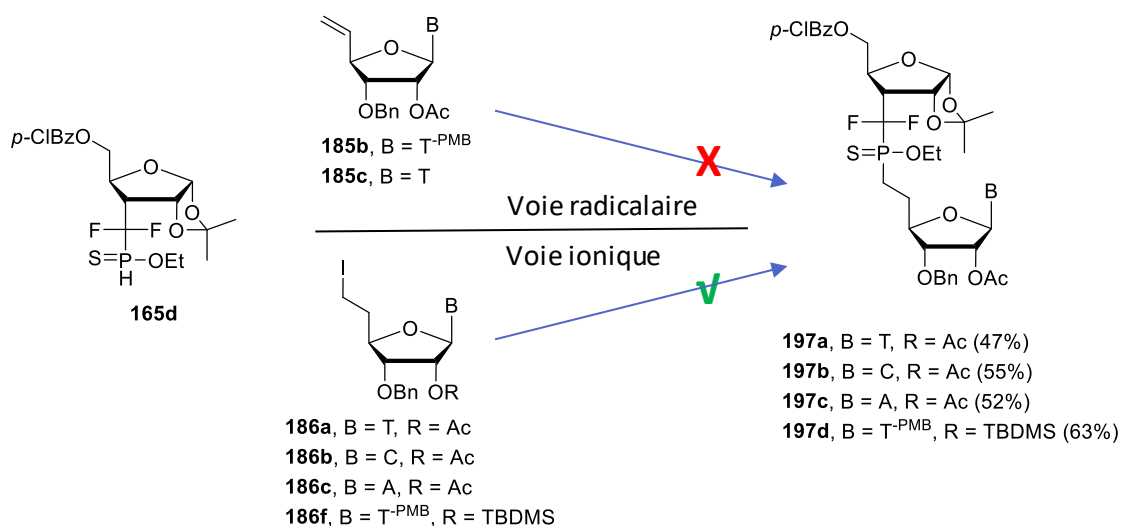 p-ClBzO
O
O
O
F
F
S=P-OEt
H
165d
B
O
OBn
OAc
185b, B = T-PMB
185c, B = T
Voie radicalaire
X
Voie ionique
√
I
B
O
OBn
OR
186a, B = T, R = Ac
186b, B = C, R = Ac
186c, B = A, R = Ac
186f, B = T-PMB, R = TBDMS
p-ClBzO
O
O
O
F
F
S=P-OEt
B
O
OBn
OAc
197a, B = T, R = Ac (47%)
197b, B = C, R = Ac (55%)
197c, B = A, R = Ac (52%)
197d, B = T-PMB, R = TBDMS (63%)